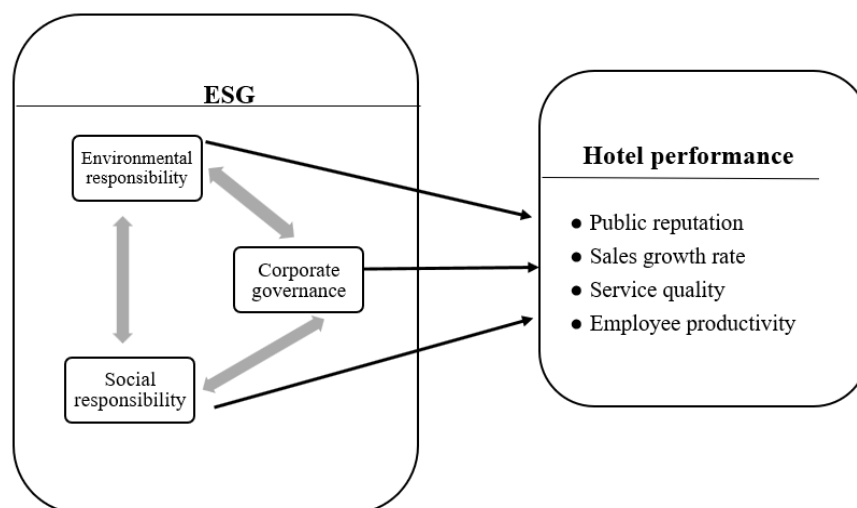 ESG
Environmental
responsibility
Corporate
governance
Social
responsibility
Hotel performance
● Public reputation
● Sales growth rate
● Service quality
● Employee productivity